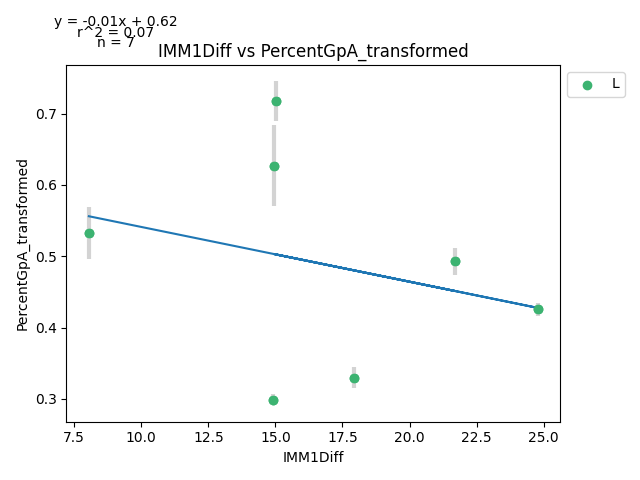 y = -0.01x + 0.62
r^2 = 0.07
n = 7
IMM1Diff vs PercentGpA_transformed
L
PercentGpA_transformed
0.7
0.6
0.5
0.4
0.3
7.5 10.0 12.5 15.0 17.5 20.0 22.5 25.0
IMM1Diff